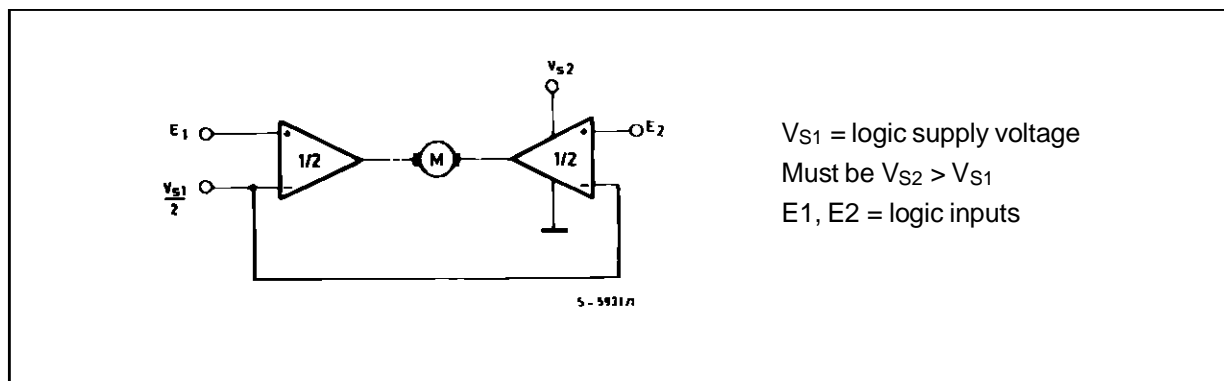 Vs2
E1
+
1/2
M
1/2
+
E2
Vs1
2
−
−
S - 5931/1
VS1 = logic supply voltage
Must be VS2 > VS1
E1, E2 = logic inputs